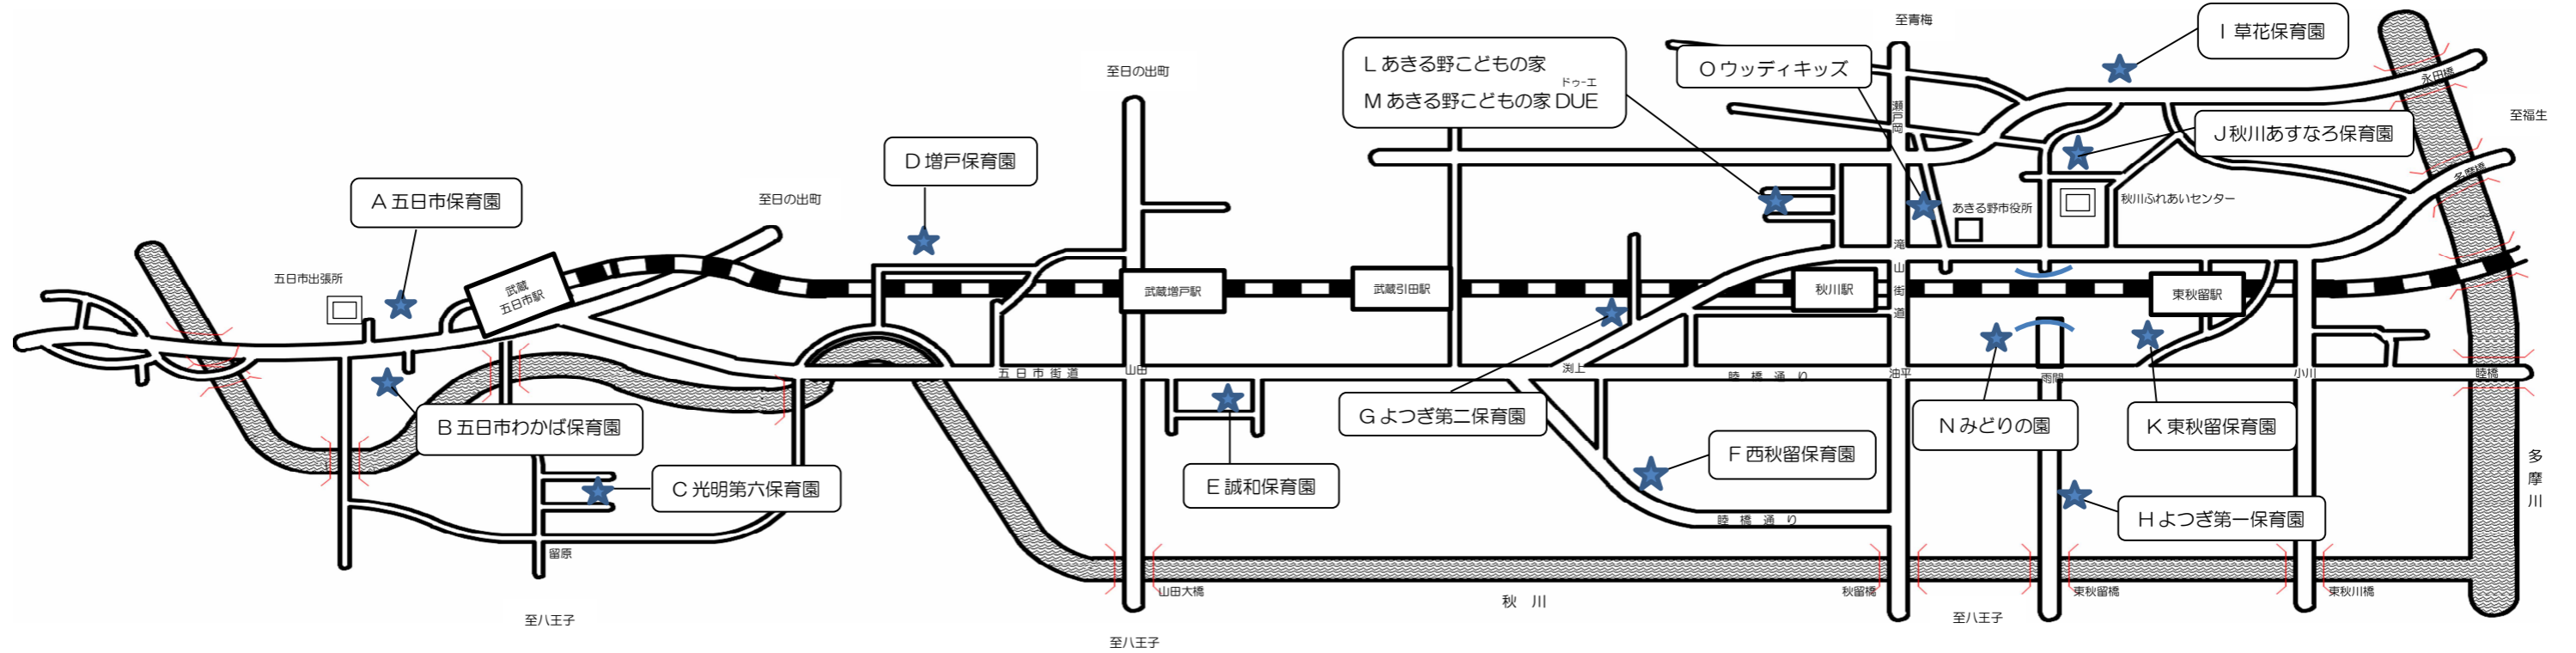 至青梅
I 草花保育園
L あきる野こどもの家
ドゥーエ
M あきる野こどもの家 DUE
O ウッディキッズ
至日の出町
永田橋
瀬戸岡
至福生
J 秋川あすなろ保育園
D 増戸保育園
多摩橋
A 五日市保育園
至日の出町
秋川ふれあいセンター
あきる野市役所
五日市出張所
武蔵
五日市駅
武蔵増戸駅
武蔵引田駅
秋川駅
滝山街道
東秋留駅
五日市街道
山田
渕上
睦橋通り
油平
雨間
小川
睦橋
B 五日市わかば保育園
G よつぎ第二保育園
N みどりの園
K 東秋留保育園
F 西秋留保育園
C 光明第六保育園
E 誠和保育園
多摩川
H よつぎ第一保育園
睦橋通り
留原
山田大橋
秋川
秋留橋
東秋留橋
東秋川橋
至八王子
至八王子
至八王子